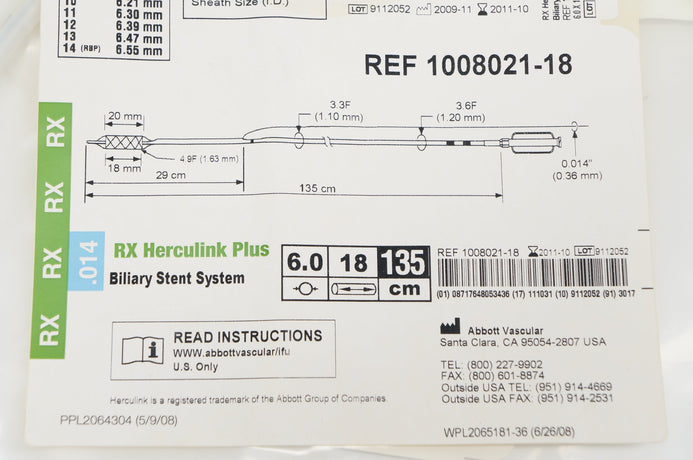 Sheath Size (I.D.)
LOT 9112052 2009-11 2011-10
10 6.21 mm
11 6.30 mm
12 6.39 mm
13 6.47 mm
14 (RBP) 6.55 mm
RX
Biliary
REF 1008021-18
20 mm
3.3F
(1.10 mm)
3.6F
(1.20 mm)
18 mm
4.9F (1.63 mm)
0.014"
(0.36 mm)
29 cm
135 cm
RX
RX
RX
RX
.014
RX Herculink Plus
Biliary Stent System
6.0 18 135
cm
REF 1008021-18 2011-10 LOT 9112052
(01) 08717648053436 (17) 111031 (10) 9112052 (91) 3017
READ INSTRUCTIONS
www.abbottvascular/ifu
U.S. Only
Abbott Vascular
Santa Clara, CA 95054-2807 USA
TEL: (800) 227-9902
FAX: (800) 601-8874
Outside USA TEL: (951) 914-4669
Outside USA FAX: (951) 914-2531
Herculink is a registered trademark of the Abbott Group of Companies.
PPL2064304 (5/9/08)
WPL2065181-36 (6/26/08)